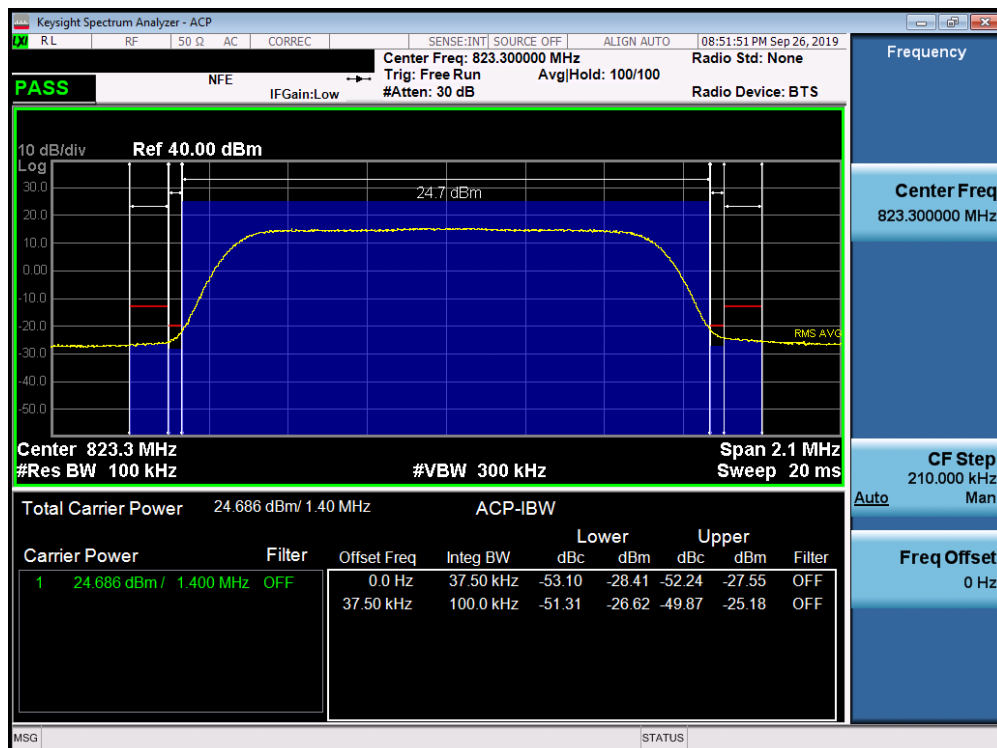 Keysight Spectrum Analyzer - ACP
LXI RL RF 50 Ω AC CORREC SENSE:INT SOURCE OFF ALIGN AUTO 08:51:51 PM Sep 26, 2019
Center Freq: 823.300000 MHz Radio Std: None
NFE Trig: Free Run Avg|Hold: 100/100
PASS IFGain:Low #Atten: 30 dB Radio Device: BTS
10 dB/div Ref 40.00 dBm
Log
30.0
24.7 dBm
20.0
10.0
0.00
-10.0
-20.0
RMS AVG
-30.0
-40.0
-50.0
Center 823.3 MHz Span 2.1 MHz
#Res BW 100 kHz #VBW 300 kHz Sweep 20 ms
Total Carrier Power 24.686 dBm/ 1.40 MHz ACP-IBW
Lower Upper
Carrier Power Filter Offset Freq Integ BW dBc dBm dBc dBm Filter
1 24.686 dBm / 1.400 MHz OFF 0.0 Hz 37.50 kHz -53.10 -28.41 -52.24 -27.55 OFF
37.50 kHz 100.0 kHz -51.31 -26.62 -49.87 -25.18 OFF
MSG STATUS
Frequency
Center Freq
823.300000 MHz
CF Step
210.000 kHz
Auto Man
Freq Offset
0 Hz